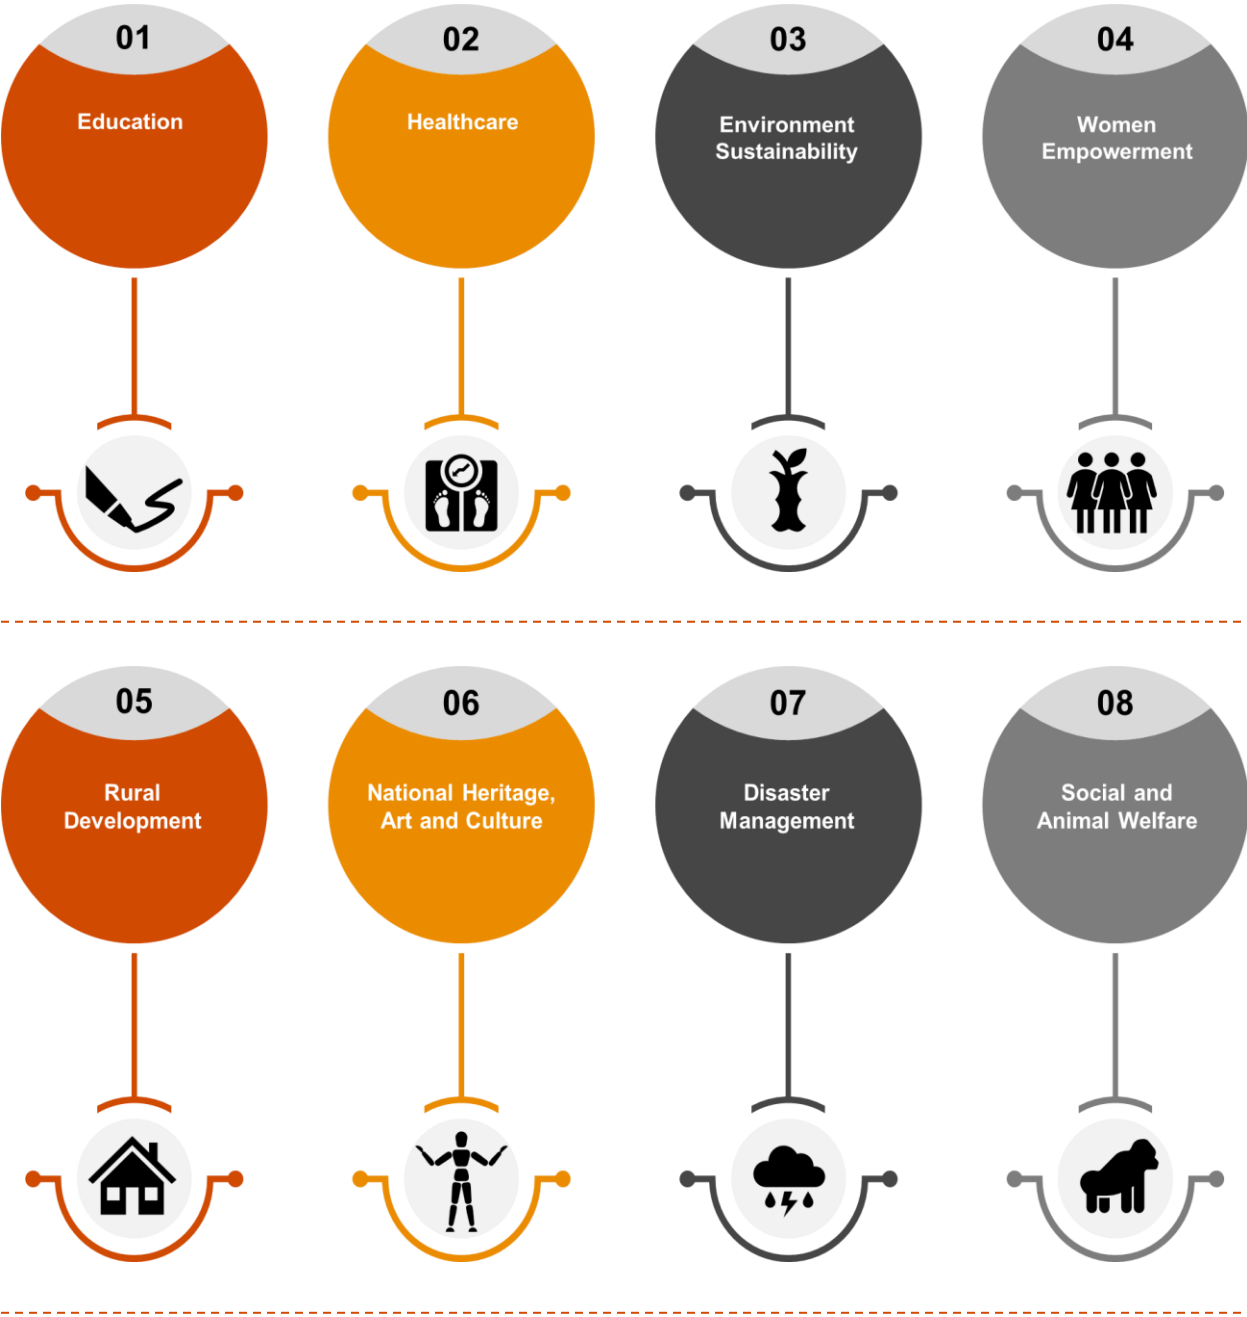 01
Education
02
Healthcare
03
Environment
Sustainability
04
Women
Empowerment
05
Rural
Development
06
National Heritage,
Art and Culture
07
Disaster
Management
08
Social and
Animal Welfare